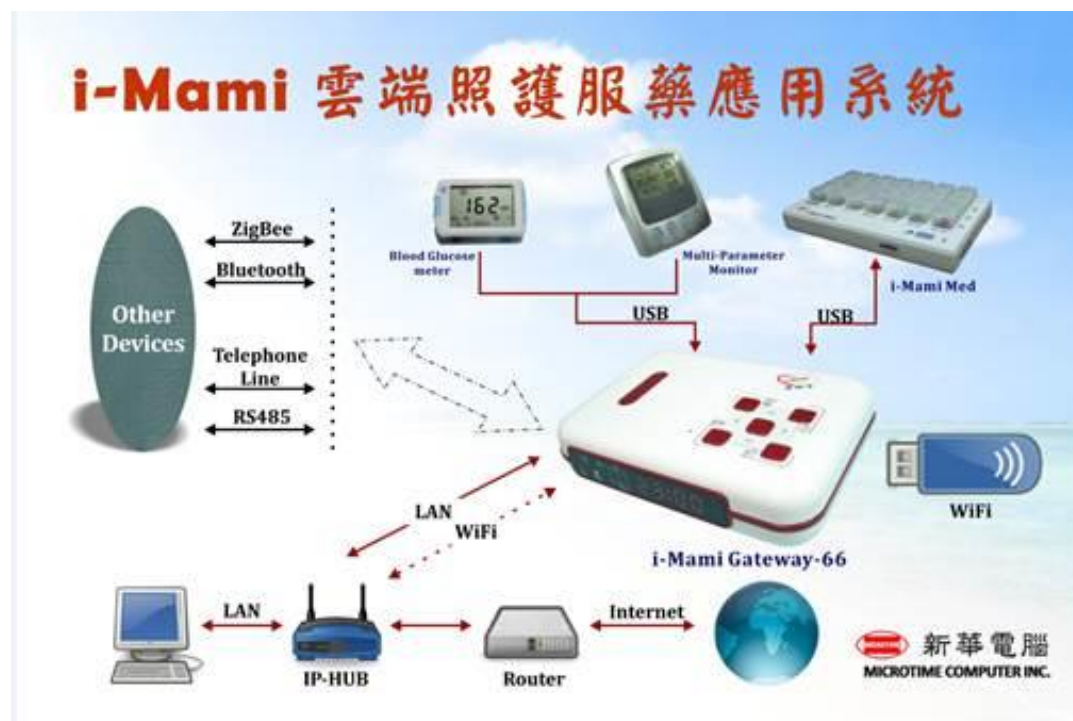 i-Mami 雲端照護服藥應用系統
162
Blood Glucose
meter
Multi-Parameter
Monitor
i-Mami Med
USB
USB
ZigBee
Bluetooth
Other
Devices
Telephone
Line
RS485
LAN
WiFi
WiFi
i-Mami Gateway-66
LAN
Internet
IP-HUB
Router
新華電腦
MICROTIME COMPUTER INC.